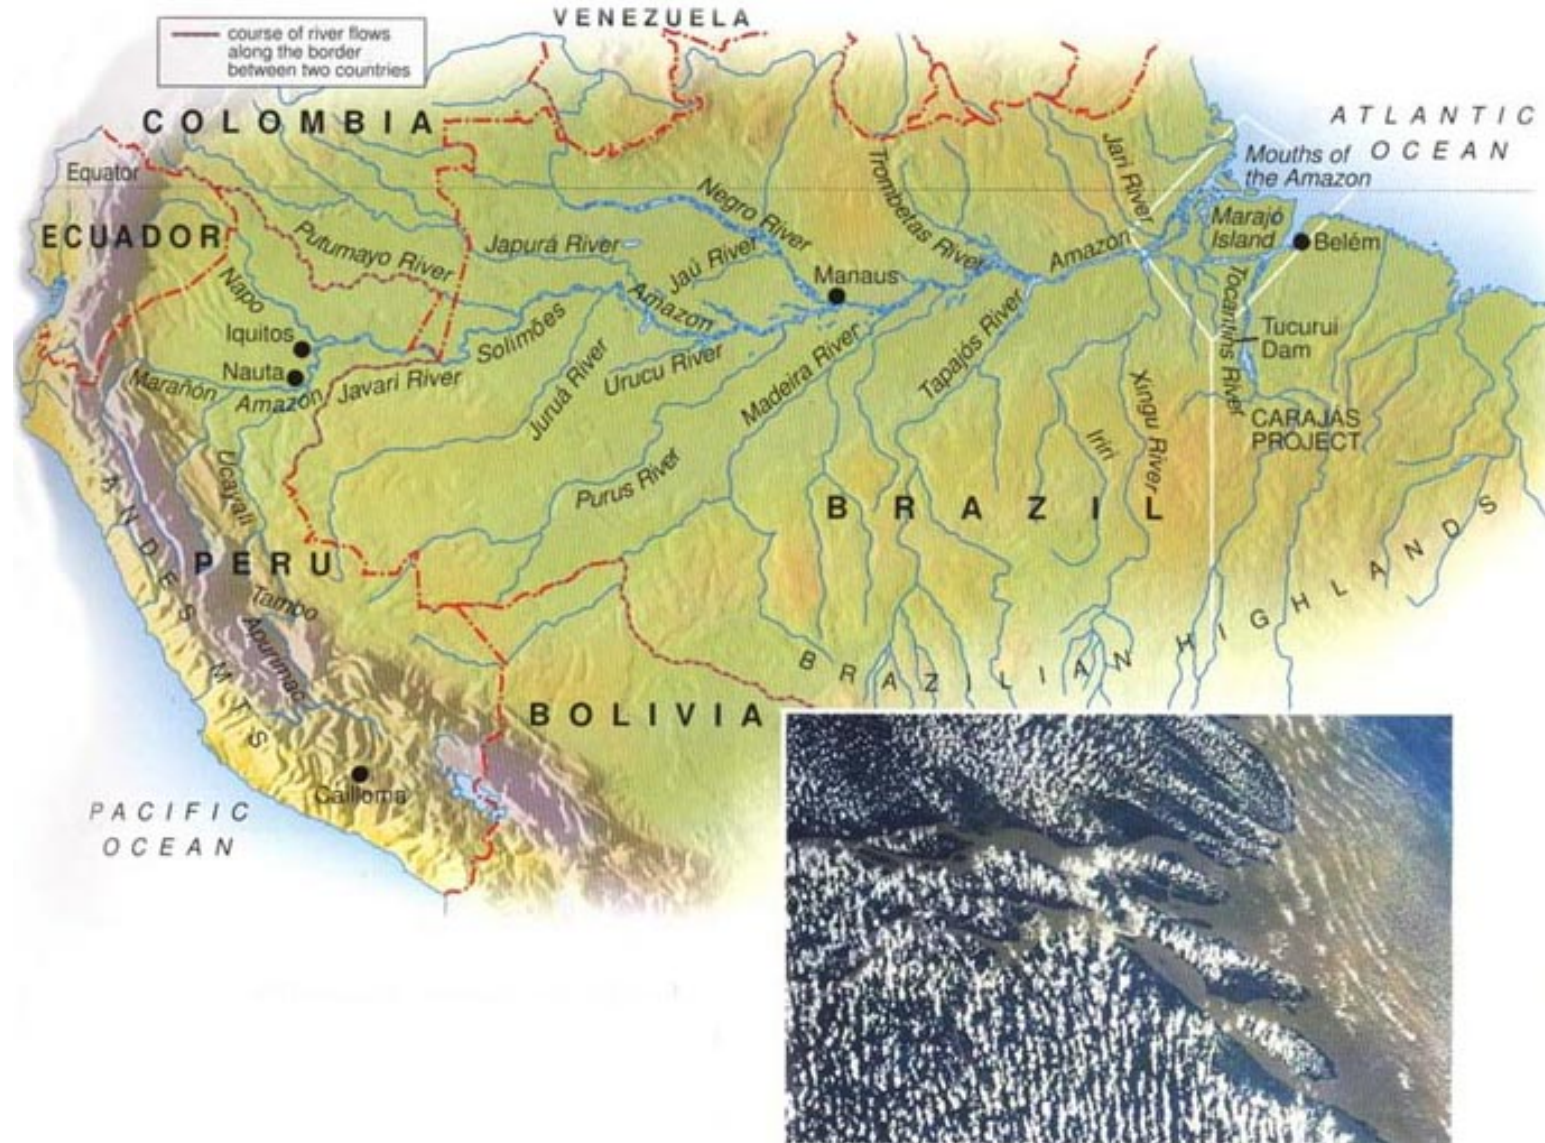 VENEZUELA
course of river flows
along the border
between two countries
COLOMBIA
ATLANTIC
OCEAN
Mouths of
the Amazon
Equator
ECUADOR
Putumayo River
Napo
Iquitos
Nauta
Marañón
Amazon
Javari River
Ucayali
Japurá River
Negro River
Jaú River
Trombetas River
Jari River
Marajó
Island
Belém
Manaus
Amazon
Amazon
Solimões
Juruá River
Urucu River
Madeira River
Purus River
Tapajós River
Iriri
Xingu River
Tocantins River
Tucurui
Dam
CARAJÁS
PROJECT
BRAZIL
BRAZILIAN HIGHLANDS
PERU
ANDES MTS
Tambo
Apurimac
BOLIVIA
Cailloma
PACIFIC
OCEAN